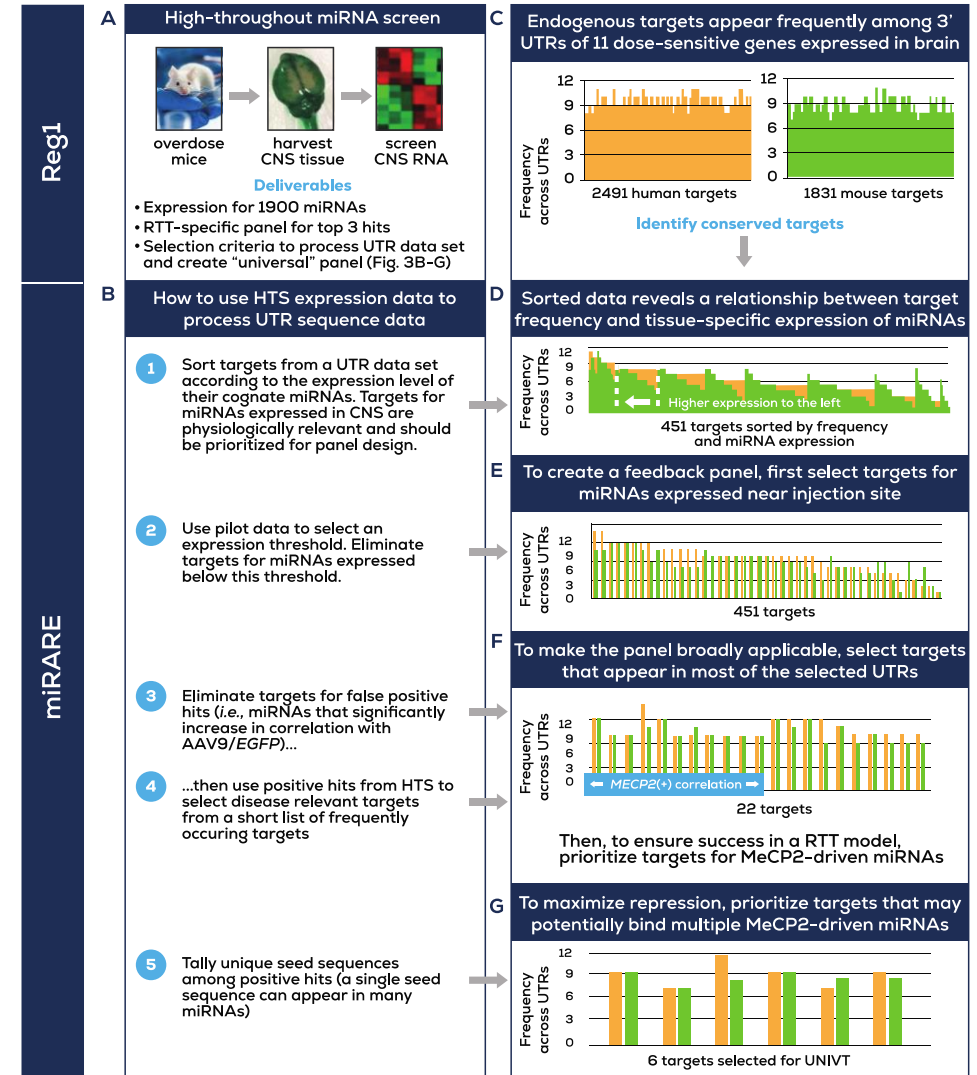 Reg1
A
High-throughout miRNA screen
overdose
mice
harvest
CNS tissue
screen
CNS RNA
Deliverables
• Expression for 1900 miRNAs
• RTT-specific panel for top 3 hits
• Selection criteria to process UTR data set
and create “universal” panel (Fig. 3B-G)
C
Endogenous targets appear frequently among 3’
UTRs of 11 dose-sensitive genes expressed in brain
Frequency
across UTRs
12
9
6
3
0
2491 human targets
12
9
6
3
0
1831 mouse targets
Identify conserved targets
miRARE
B
How to use HTS expression data to
process UTR sequence data
1
Sort targets from a UTR data set
according to the expression level of
their cognate miRNAs. Targets for
miRNAs expressed in CNS are
physiologically relevant and should
be prioritized for panel design.
2
Use pilot data to select an
expression threshold. Eliminate
targets for miRNAs expressed
below this threshold.
3
Eliminate targets for false positive
hits (i.e., miRNAs that significantly
increase in correlation with
AAV9/EGFP)...
4
...then use positive hits from HTS to
select disease relevant targets
from a short list of frequently
occuring targets
5
Tally unique seed sequences
among positive hits (a single seed
sequence can appear in many
miRNAs)
D
Sorted data reveals a relationship between target
frequency and tissue-specific expression of miRNAs
Frequency
across UTRs
12
9
6
3
0
Higher expression to the left
451 targets sorted by frequency
and miRNA expression
E
To create a feedback panel, first select targets for
miRNAs expressed near injection site
Frequency
across UTRs
12
9
6
3
0
451 targets
F
To make the panel broadly applicable, select targets
that appear in most of the selected UTRs
Frequency
across UTRs
12
9
6
3
0
MECP2(+) correlation
22 targets
Then, to ensure success in a RTT model,
prioritize targets for MeCP2-driven miRNAs
G
To maximize repression, prioritize targets that may
potentially bind multiple MeCP2-driven miRNAs
Frequency
across UTRs
12
9
6
3
0
6 targets selected for UNIVT